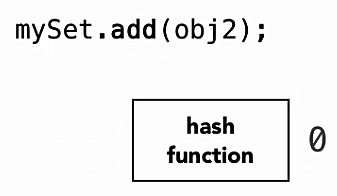 mySet.add(obj2);
hash
function
0